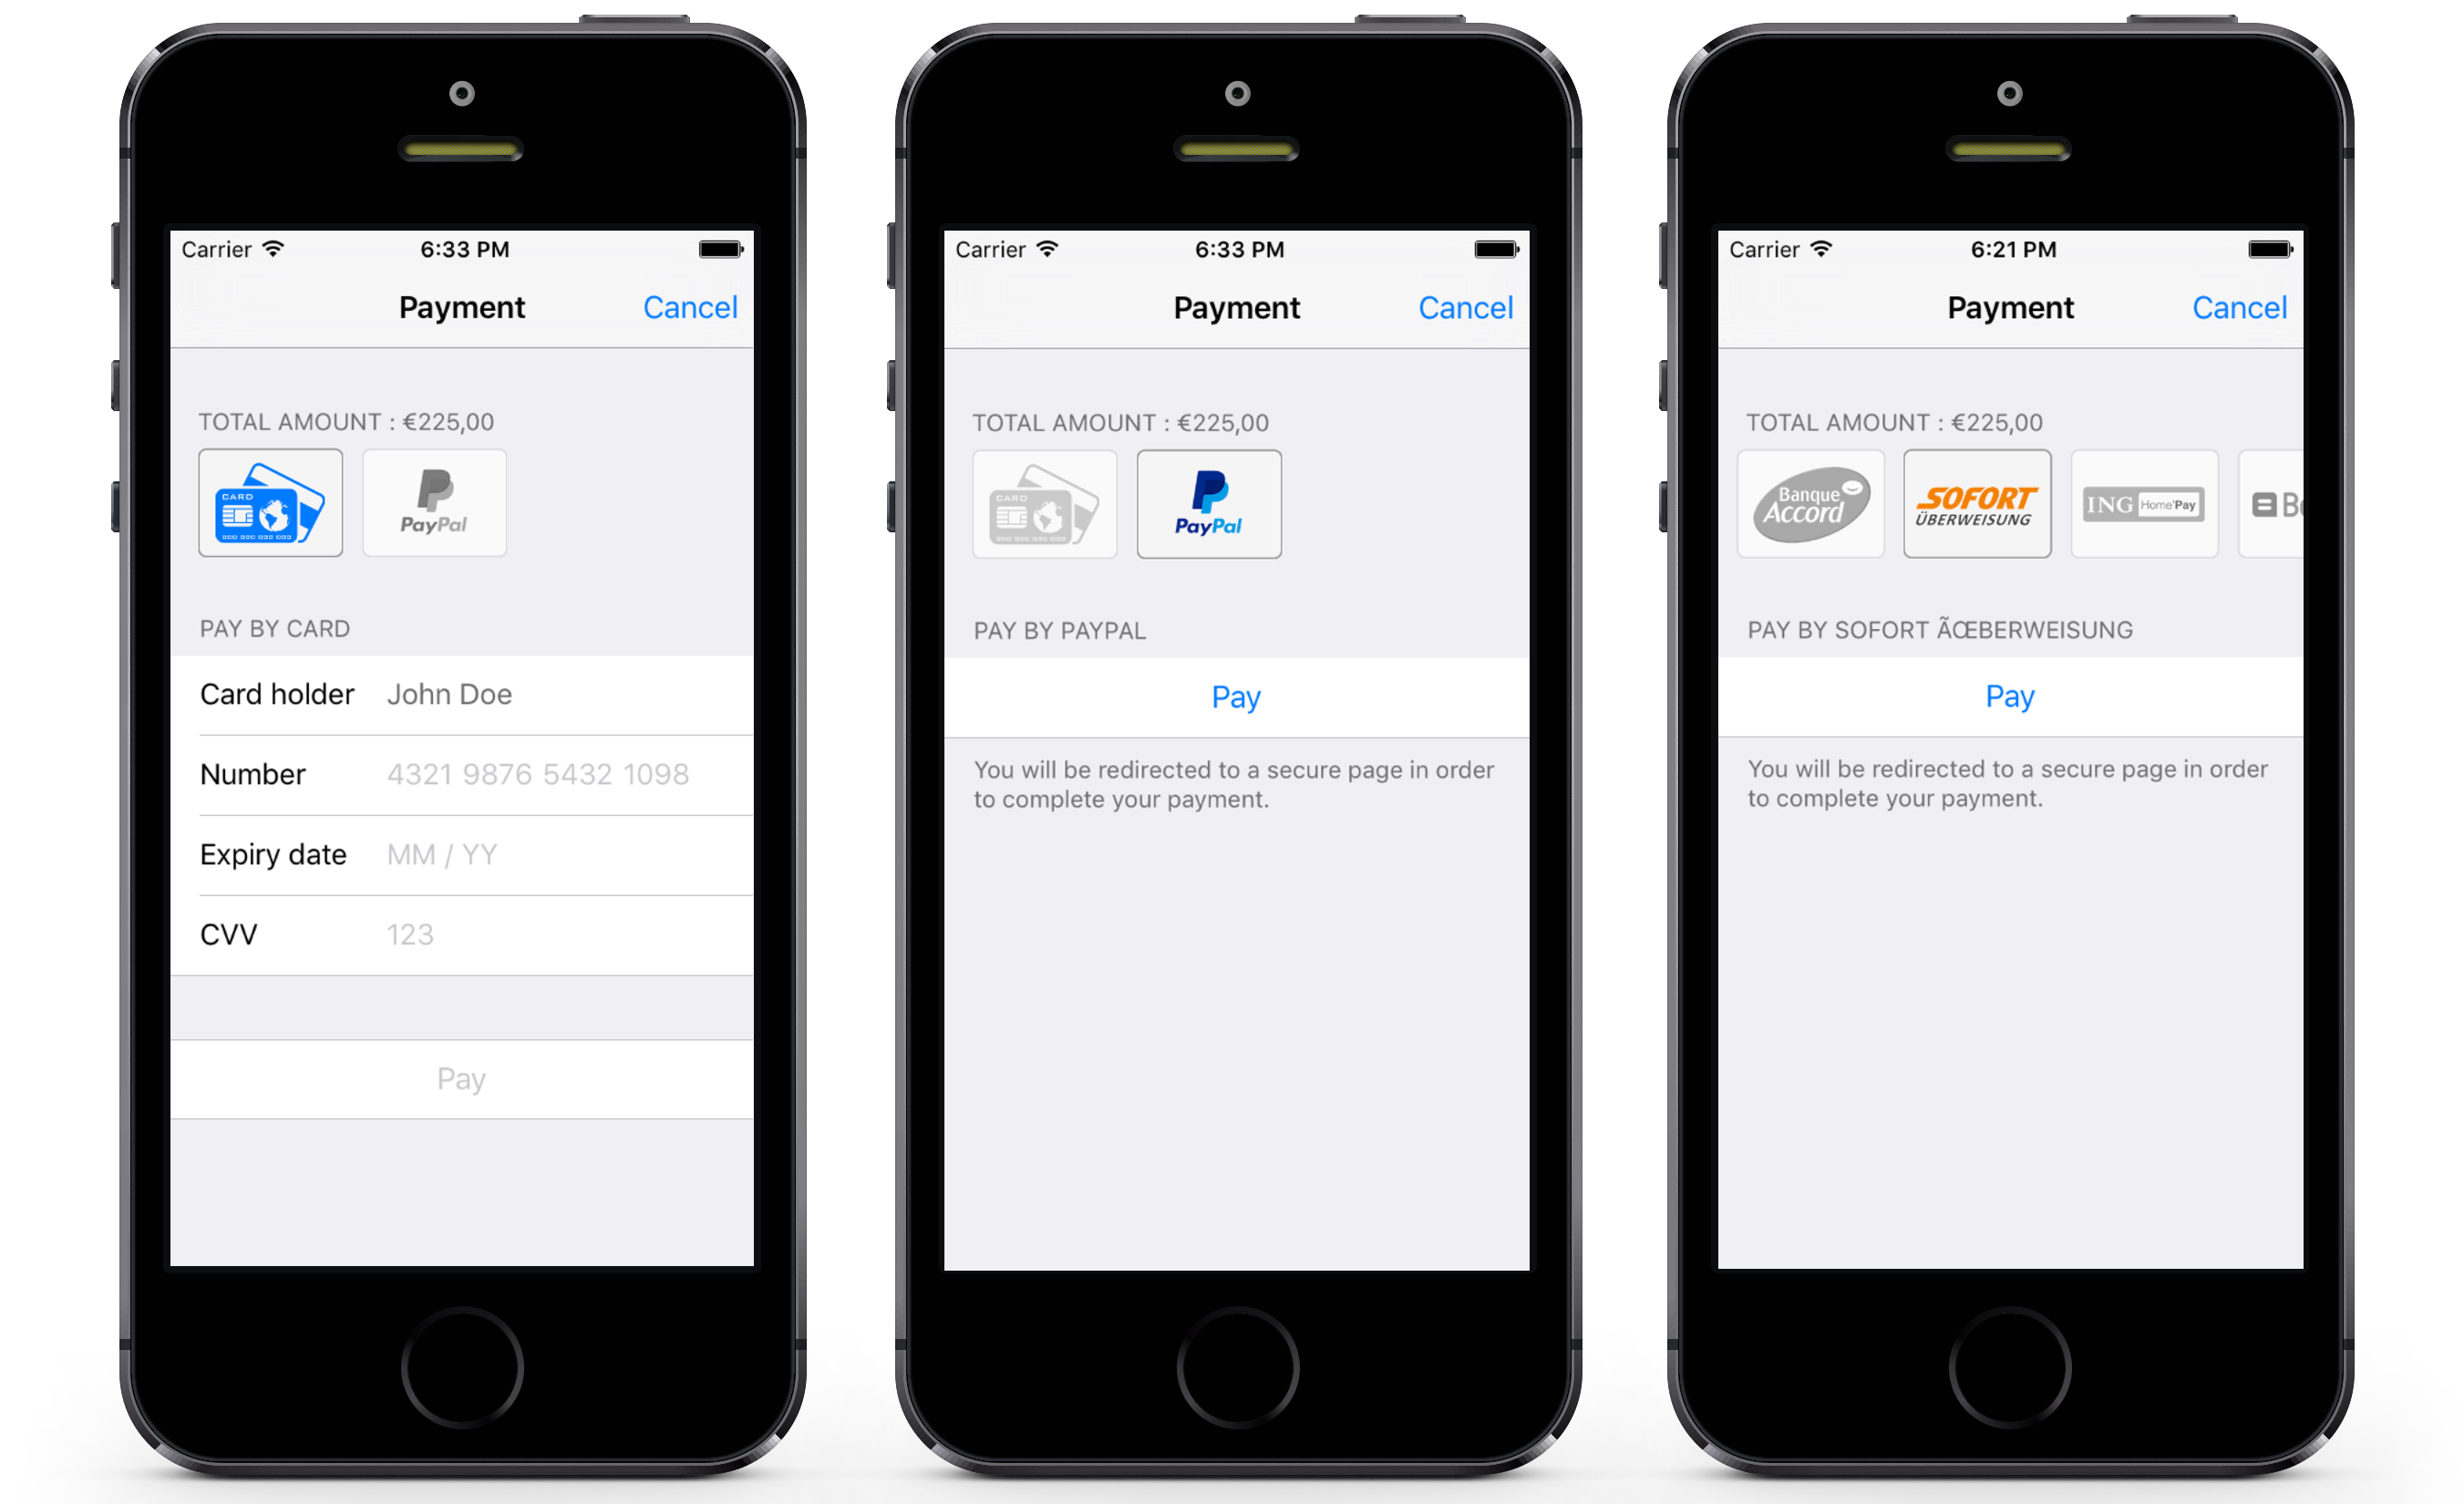 Carrier 6:33 PM
Payment Cancel
TOTAL AMOUNT : €225,00
CARD
PayPal
PAY BY CARD
Card holder John Doe
Number 4321 9876 5432 1098
Expiry date MM / YY
CVV 123
Pay
Carrier 6:33 PM
Payment Cancel
TOTAL AMOUNT : €225,00
CARD
PayPal
PAY BY PAYPAL
Pay
You will be redirected to a secure page in order
to complete your payment.
Carrier 6:21 PM
Payment Cancel
TOTAL AMOUNT : €225,00
Banque
Accord
SOFORT
ÜBERWEISUNG
ING Home'Pay
PAY BY SOFORT ÃŒBERWEISUNG
Pay
You will be redirected to a secure page in order
to complete your payment.